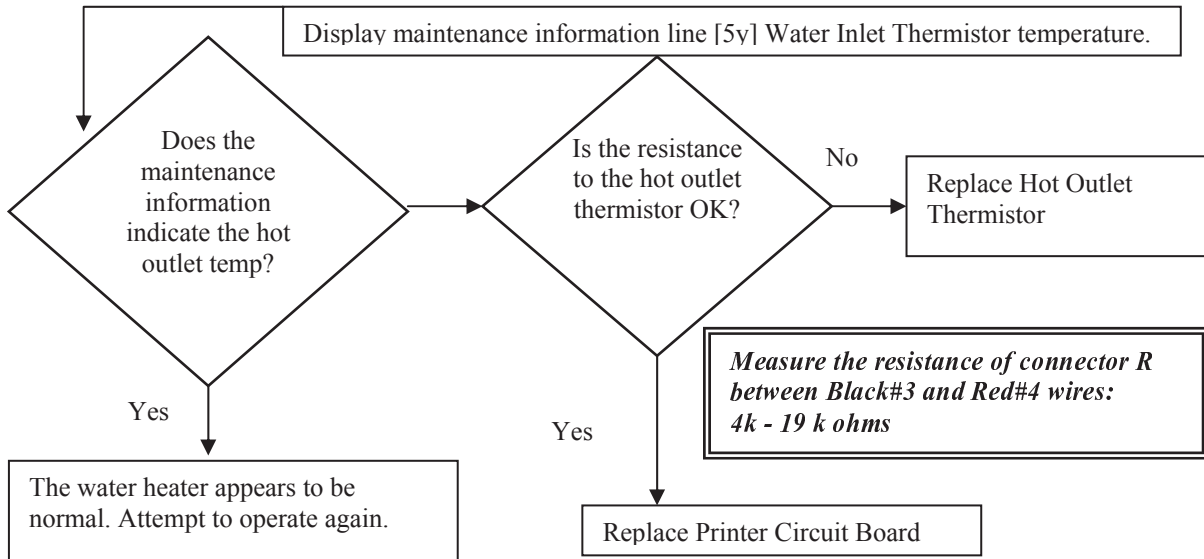 Display maintenance information line [5y] Water Inlet Thermistor temperature.
Does the
maintenance
information
indicate the hot
outlet temp?
Is the resistance
to the hot outlet
thermistor OK?
No
Replace Hot Outlet
Thermistor
Measure the resistance of connector R
between Black#3 and Red#4 wires:
4k - 19 k ohms
Yes
Yes
The water heater appears to be
normal. Attempt to operate again.
Replace Printer Circuit Board